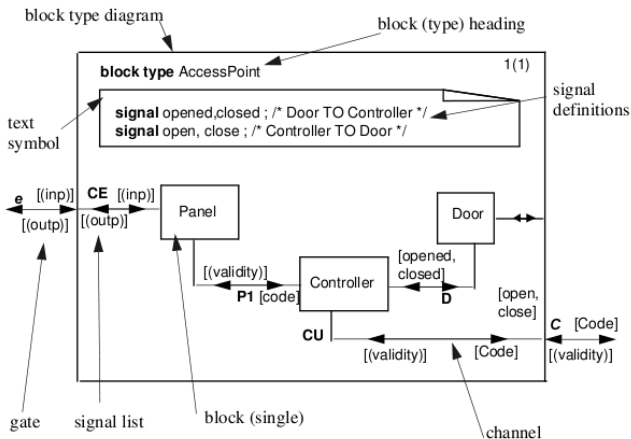 block type diagram
block (type) heading
block type AccessPoint
1(1)
signal
definitions
signal opened,closed ; /* Door TO Controller */
signal open, close ; /* Controller TO Door */
text
symbol
e
[(inp)]
CE
[(inp)]
[(outp)]
[(outp)]
Panel
Door
[(validity)]
Controller
[opened,
closed]
P1
[code]
D
[open,
close]
CU
C
[Code]
[(validity)]
[Code]
[(validity)]
gate
signal list
block (single)
channel